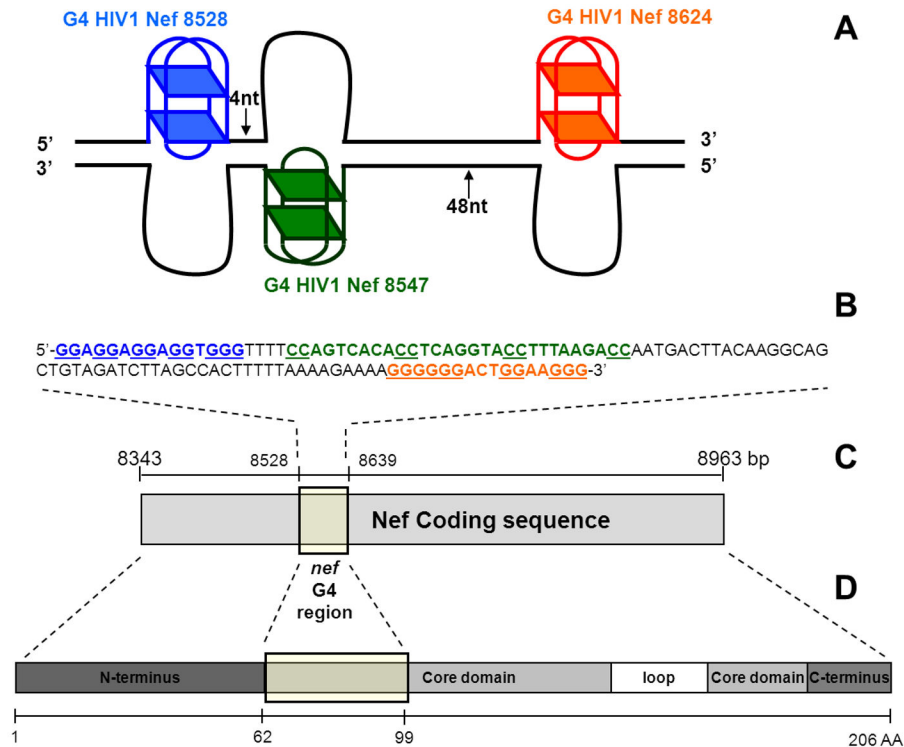 G4 HIV1 Nef 8528
G4 HIV1 Nef 8624
A
4nt
5’
3’
3’
5’
48nt
G4 HIV1 Nef 8547
B
5’-GGAGGAGGAGGTGGGTTTTCCAGTCACACCTCAGGTACCTTTAAGACCAATGACTTACAAGGCAG
CTGTAGATCTTAGCCACTTTTTAAAAGAAAAGGGGGGACTGGAAGGG-3’
8343
8528
8639
8963 bp
C
Nef Coding sequence
nef
G4
region
D
N-terminus
Core domain
loop
Core domain
C-terminus
1
62
99
206 AA